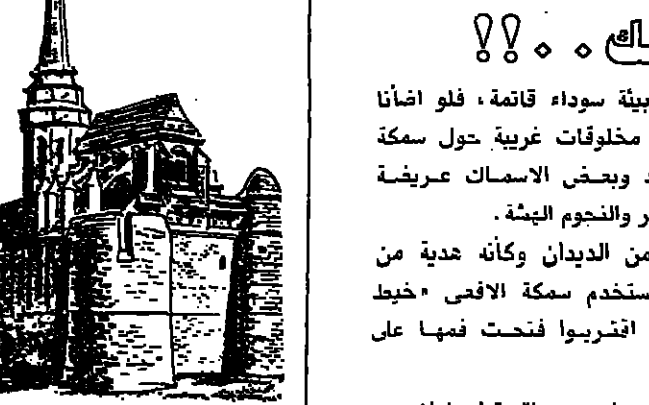 ـك . . !!
بيئة سوداء قاتمة، فلو اضأنا
مخلوقات غريبة حول سمكة
وبعض الاسماك عريضة
ر والنجوم الهشة .
من الديدان وكأنه هدية من
ستخدم سمكة الافعى «خيط
اقتربوا فتحت فمها على